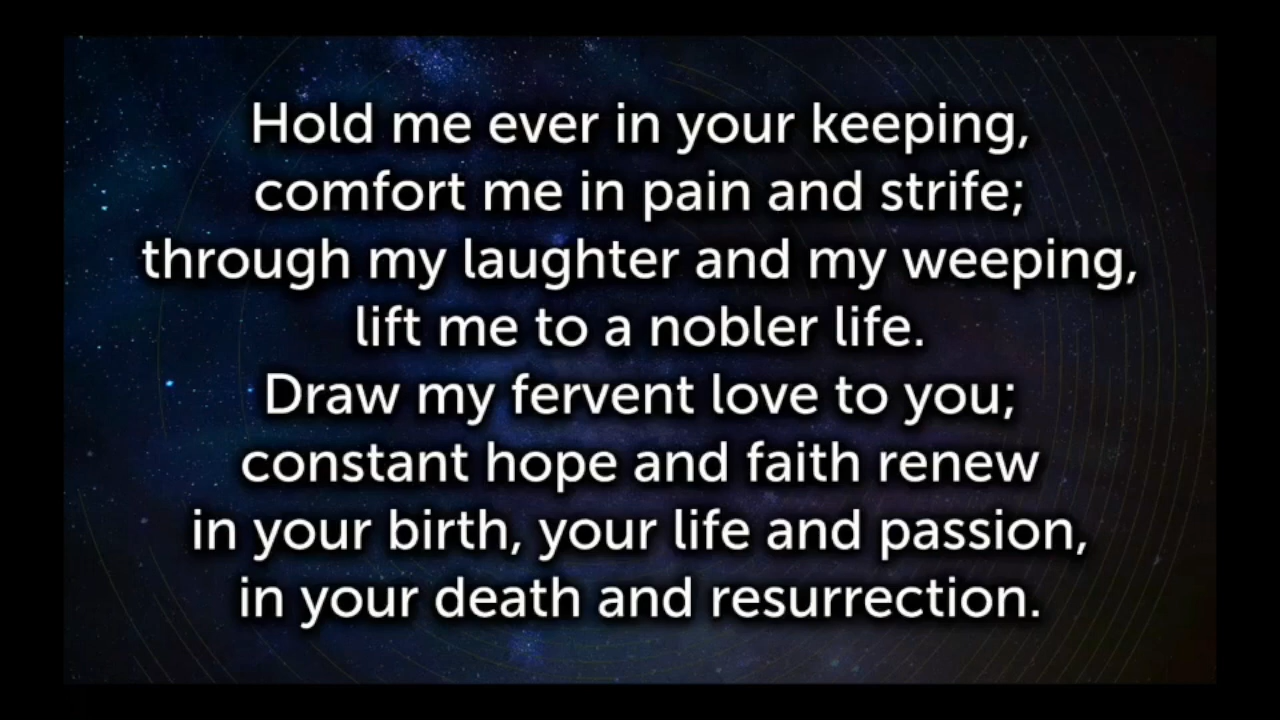 Hold me ever in your keeping,
comfort me in pain and strife;
through my laughter and my weeping,
lift me to a nobler life.
Draw my fervent love to you;
constant hope and faith renew
in your birth, your life and passion,
in your death and resurrection.